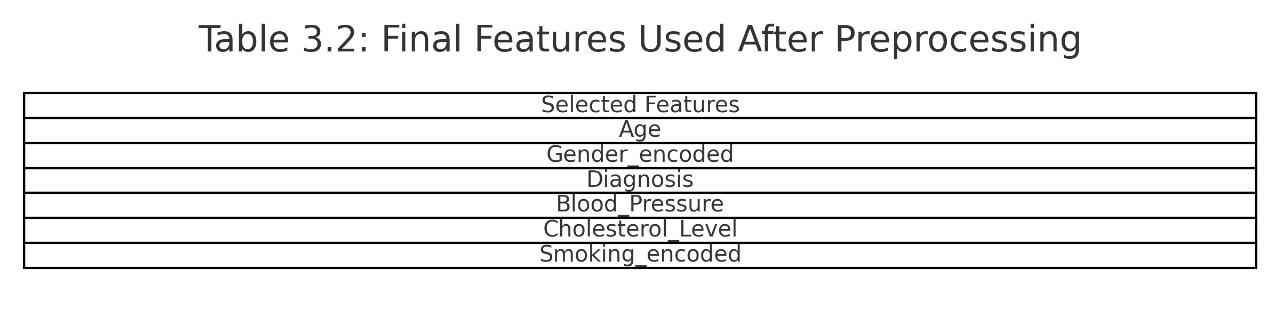 Table 3.2: Final Features Used After Preprocessing
Selected Features
Age
Gender_encoded
Diagnosis
Blood_Pressure
Cholesterol_Level
Smoking_encoded